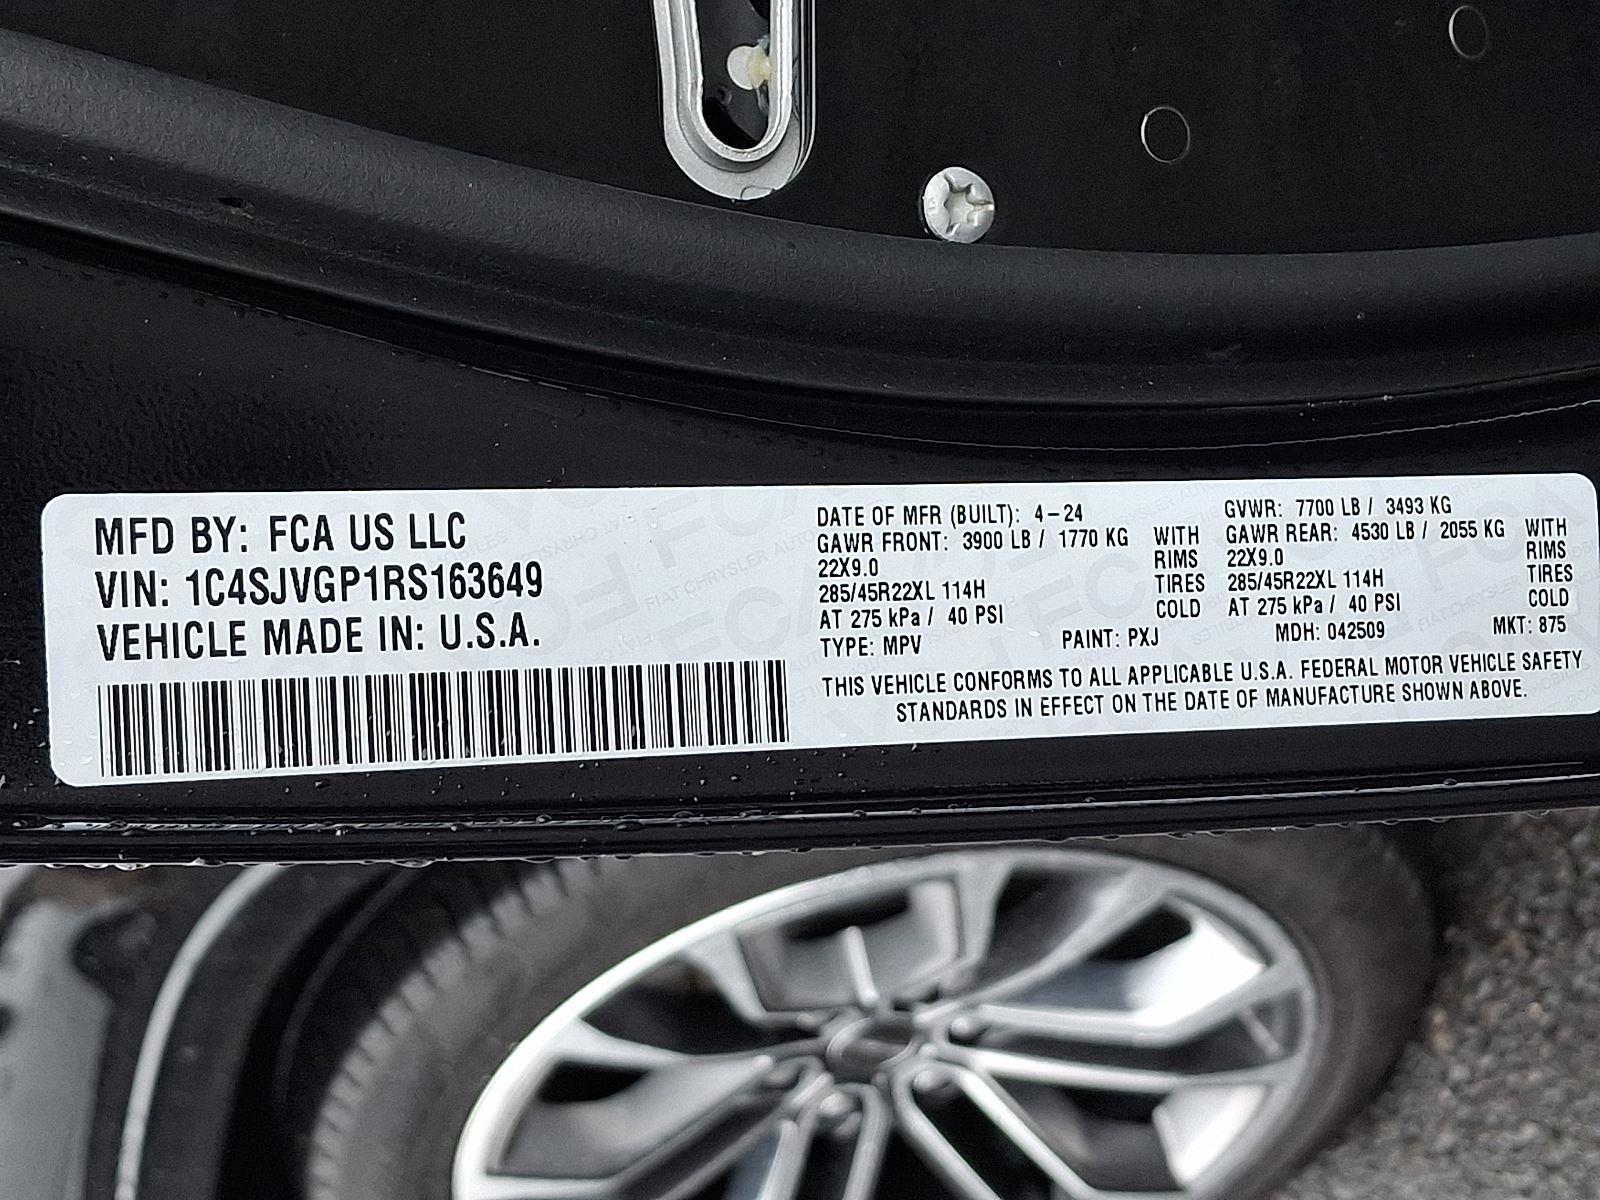 MFD BY: FCA US LLC
VIN: 1C4SJVGP1RS163649
VEHICLE MADE IN: U.S.A.
DATE OF MFR (BUILT): 4-24
GAWR FRONT: 3900 LB / 1770 KG WITH
22X9.0 RIMS
285/45R22XL 114H TIRES
AT 275 kPa / 40 PSI COLD
TYPE: MPV
GVWR: 7700 LB / 3493 KG
GAWR REAR: 4530 LB / 2055 KG WITH
22X9.0 RIMS
285/45R22XL 114H TIRES
AT 275 kPa / 40 PSI COLD
PAINT: PXJ MDH: 042509 MKT: 875
THIS VEHICLE CONFORMS TO ALL APPLICABLE U.S.A. FEDERAL MOTOR VEHICLE SAFETY
STANDARDS IN EFFECT ON THE DATE OF MANUFACTURE SHOWN ABOVE.